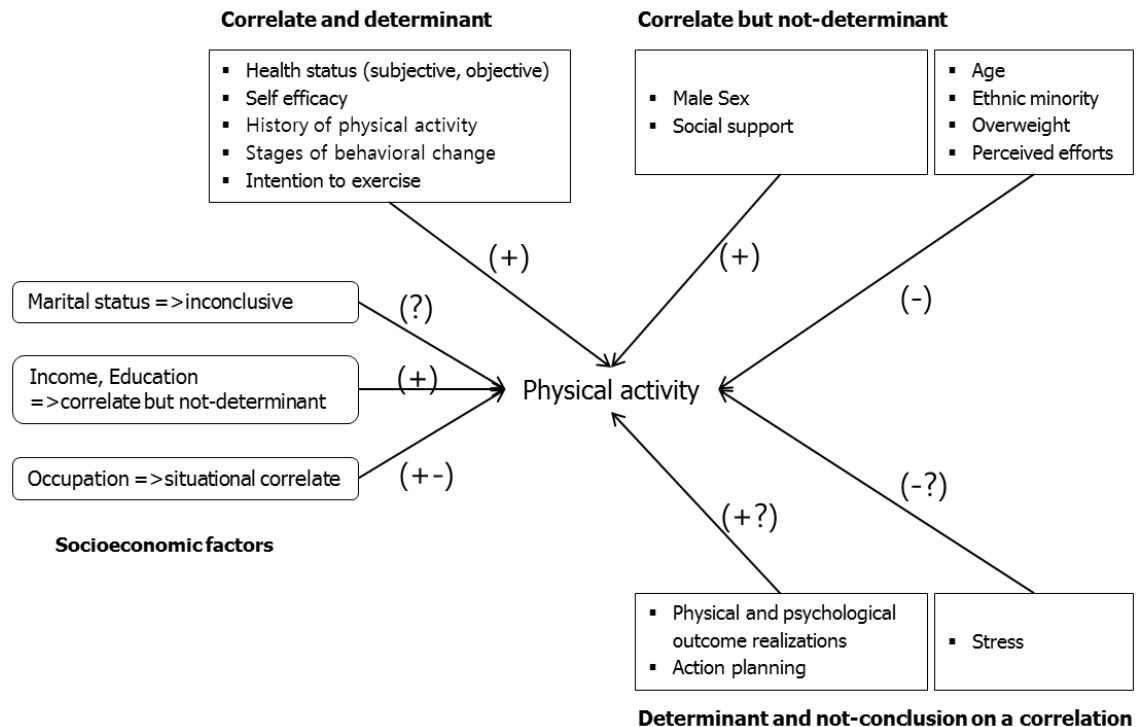 Correlate and determinant
▪ Health status (subjective, objective)
▪ Self efficacy
▪ History of physical activity
▪ Stages of behavioral change
▪ Intention to exercise
(+)
Correlate but not-determinant
▪ Male Sex
▪ Social support
(+)
▪ Age
▪ Ethnic minority
▪ Overweight
▪ Perceived efforts
(-)
Marital status =>inconclusive
(?)
Income, Education
=>correlate but not-determinant
(+)
Occupation =>situational correlate
(+-)
Socioeconomic factors
Physical activity
(+?)
(-?)
▪ Physical and psychological
outcome realizations
▪ Action planning
▪ Stress
Determinant and not-conclusion on a correlation